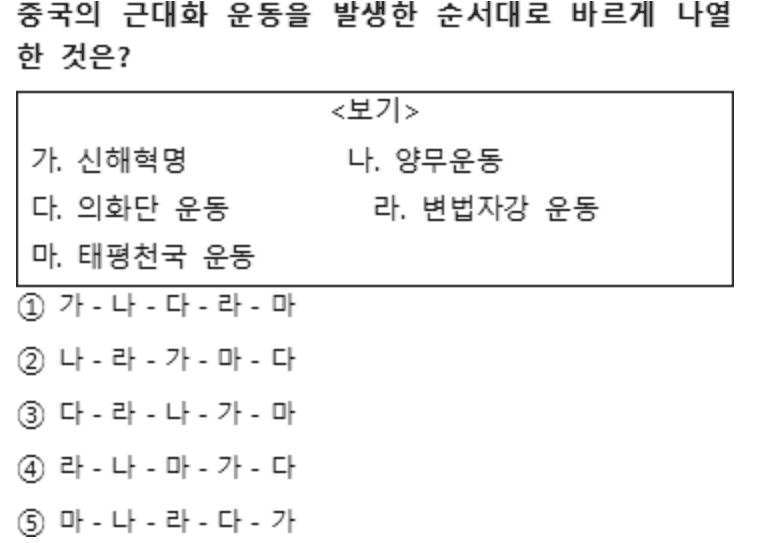 중국의 근대화 운동을 발생한 순서대로 바르게 나열
한 것은?
<보기>
가. 신해혁명 나. 양무운동
다. 의화단 운동 라. 변법자강 운동
마. 태평천국 운동
① 가 - 나 - 다 - 라 - 마
② 나 - 라 - 가 - 마 - 다
③ 다 - 라 - 나 - 가 - 마
④ 라 - 나 - 마 - 가 - 다
⑤ 마 - 나 - 라 - 다 - 가